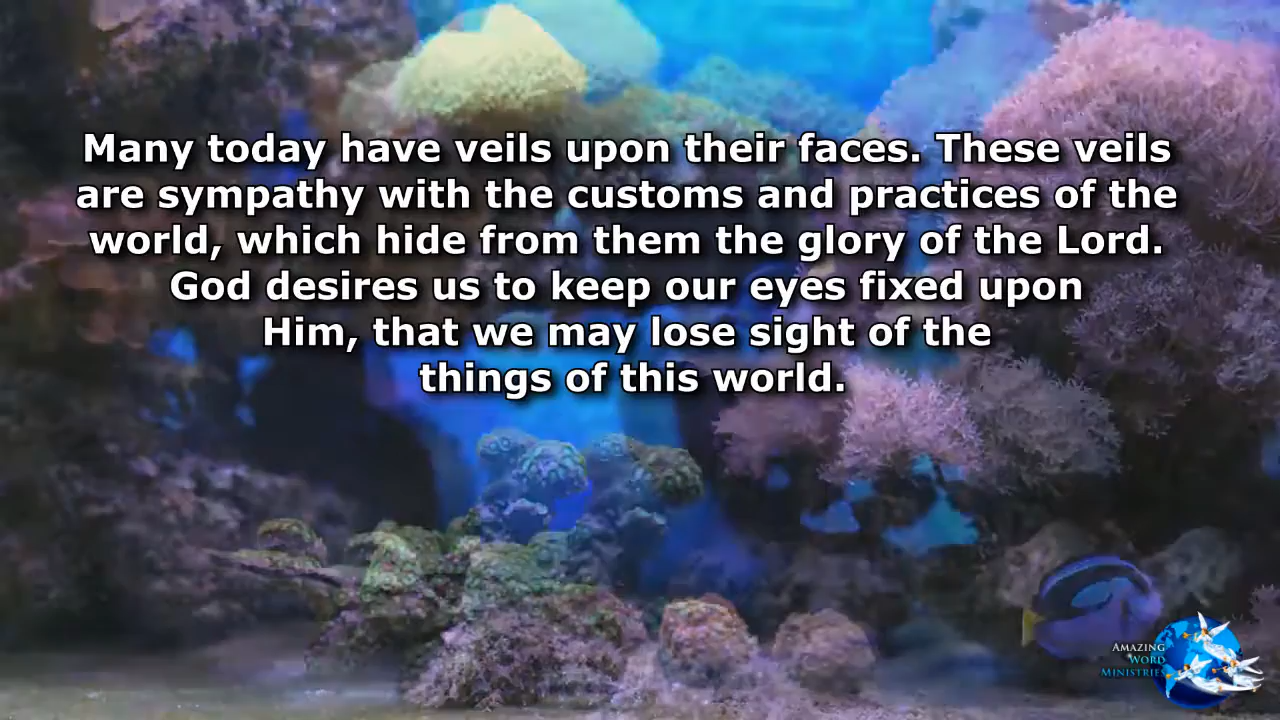 Many today have veils upon their faces. These veils
are sympathy with the customs and practices of the
world, which hide from them the glory of the Lord.
God desires us to keep our eyes fixed upon
Him, that we may lose sight of the
things of this world.
AMAZING
WORD
MINISTRIES